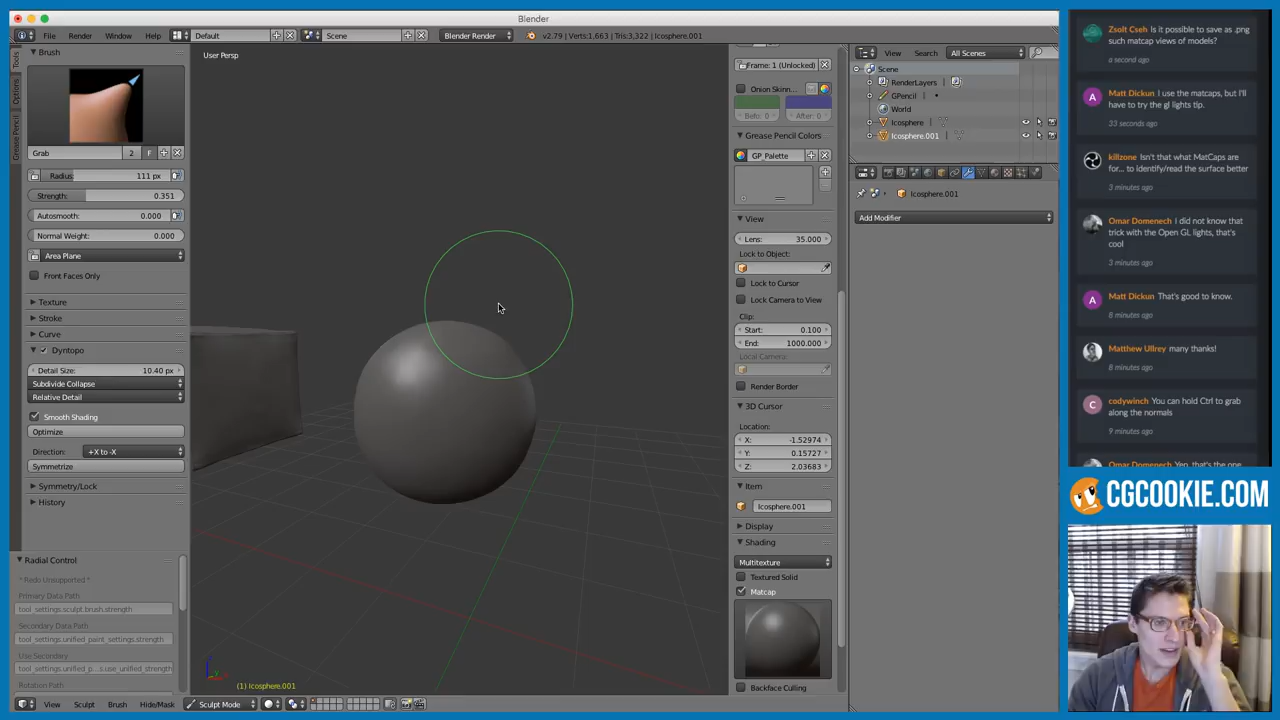 Blender
File
Render
Window
Help
Default
Scene
Blender Render
v2.79 | Verts:1,663 | Tris:3,322 | Icosphere.001
Tools
Options
Grease Pencil
Brush
Grab
2
F
Radius:
111 px
Strength:
0.351
Autosmooth:
0.000
Normal Weight:
0.000
Area Plane
Front Faces Only
Texture
Stroke
Curve
Dyntopo
Detail Size:
10.40 px
Subdivide Collapse
Relative Detail
Smooth Shading
Optimize
Direction:
+X to -X
Symmetrize
Symmetry/Lock
History
Radial Control
* Redo Unsupported *
Primary Data Path
tool_settings.sculpt.brush.strength
Secondary Data Path
tool_settings.unified_paint_settings.strength
Use Secondary
tool_settings.unified_p...s.use_unified_strength
Rotation Path
User Persp
(1) Icosphere.001
View
Sculpt
Brush
Hide/Mask
Sculpt Mode
Frame: 1 (Unlocked)
Onion Skinn...
Befo: 0
After: 0
Grease Pencil Colors
GP_Palette
View
Lens:
35.000
Lock to Object:
Lock to Cursor
Lock Camera to View
Clip:
Start:
0.100
End:
1000.000
Local Camera:
Render Border
3D Cursor
Location:
X:
-1.52974
Y:
0.15727
Z:
2.03683
Item
Icosphere.001
Display
Shading
Multitexture
Textured Solid
Matcap
Backface Culling
View
Search
All Scenes
Scene
RenderLayers
GPencil
World
Icosphere
Icosphere.001
Icosphere.001
Add Modifier
Zsolt Cseh Is it possible to save as .png
such matcap views of models?
a second ago
A
Matt Dickun I use the matcaps, but I'll
have to try the gl lights tip.
33 seconds ago
killzone Isn't that what MatCaps are
for... to identify/read the surface better
3 minutes ago
Omar Domenech I did not know that
trick with the Open GL lights, that's
cool
3 minutes ago
A
Matt Dickun That's good to know.
8 minutes ago
Matthew Ullrey many thanks!
8 minutes ago
C
codywinch You can hold Ctrl to grab
along the normals
9 minutes ago
Omar Domenech Yep, that's the one
CGCOOKIE.COM